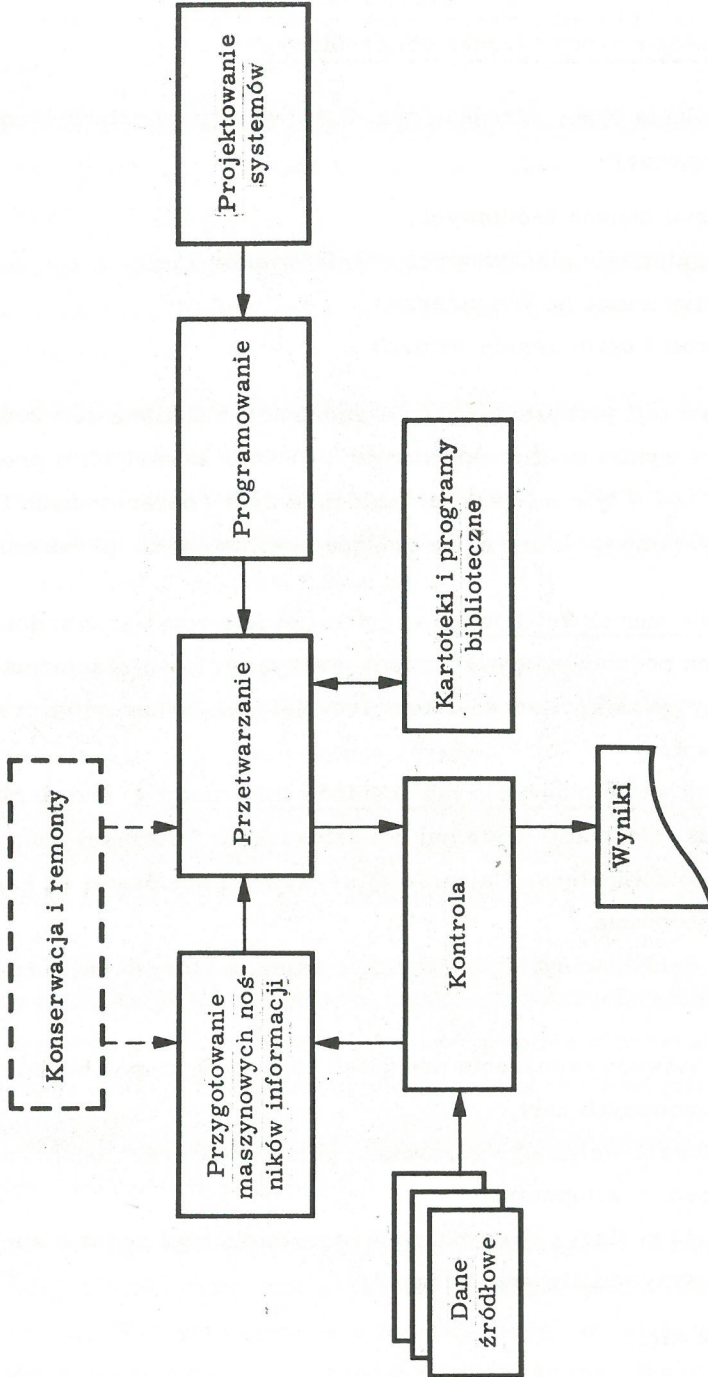 Konserwacja i remonty
Przygotowanie
maszynowych noś-
ników informacji
Przetwarzanie
Programowanie
Projektowanie
systemów
Dane
źródłowe
Kontrola
Kartoteki i programy
biblioteczne
Wyniki